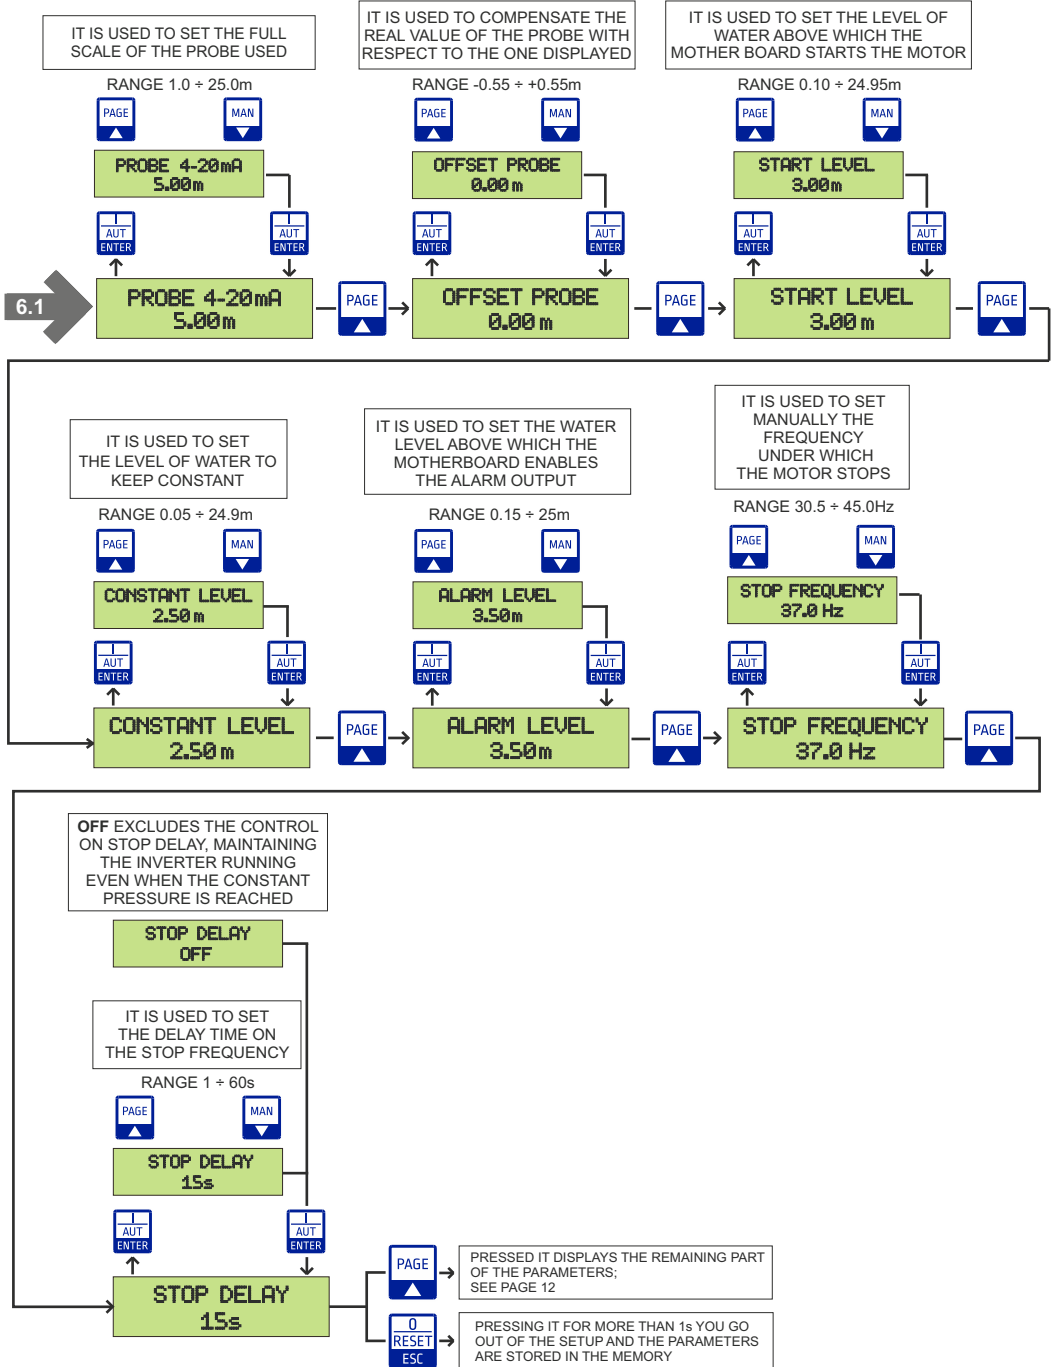 IT IS USED TO SET THE FULL
SCALE OF THE PROBE USED
RANGE 1.0 ÷ 25.0m
PAGE
MAN
PROBE 4-20mA
5.00m
AUT
ENTER
AUT
ENTER
6.1
PROBE 4-20mA
5.00m
PAGE
IT IS USED TO COMPENSATE THE
REAL VALUE OF THE PROBE WITH
RESPECT TO THE ONE DISPLAYED
RANGE -0.55 ÷ +0.55m
PAGE
MAN
OFFSET PROBE
0.00 m
AUT
ENTER
AUT
ENTER
OFFSET PROBE
0.00 m
PAGE
IT IS USED TO SET THE LEVEL OF
WATER ABOVE WHICH THE
MOTHER BOARD STARTS THE MOTOR
RANGE 0.10 ÷ 24.95m
PAGE
MAN
START LEVEL
3.00m
AUT
ENTER
AUT
ENTER
START LEVEL
3.00 m
PAGE
IT IS USED TO SET
THE LEVEL OF WATER TO
KEEP CONSTANT
RANGE 0.05 ÷ 24.9m
PAGE
MAN
CONSTANT LEVEL
2.50 m
AUT
ENTER
AUT
ENTER
CONSTANT LEVEL
2.50 m
PAGE
IT IS USED TO SET THE WATER
LEVEL ABOVE WHICH THE
MOTHERBOARD ENABLES
THE ALARM OUTPUT
RANGE 0.15 ÷ 25m
PAGE
MAN
ALARM LEVEL
3.50m
AUT
ENTER
AUT
ENTER
ALARM LEVEL
3.50 m
PAGE
IT IS USED TO SET
MANUALLY THE
FREQUENCY
UNDER WHICH
THE MOTOR STOPS
RANGE 30.5 ÷ 45.0Hz
PAGE
MAN
STOP FREQUENCY
37.0 Hz
AUT
ENTER
AUT
ENTER
STOP FREQUENCY
37.0 Hz
PAGE
OFF EXCLUDES THE CONTROL
ON STOP DELAY, MAINTAINING
THE INVERTER RUNNING
EVEN WHEN THE CONSTANT
PRESSURE IS REACHED
STOP DELAY
OFF
IT IS USED TO SET
THE DELAY TIME ON
THE STOP FREQUENCY
RANGE 1 ÷ 60s
PAGE
MAN
STOP DELAY
15s
I
AUT
ENTER
I
AUT
ENTER
STOP DELAY
15s
PAGE
PRESSED IT DISPLAYS THE REMAINING PART
OF THE PARAMETERS;
SEE PAGE 12
0
RESET
ESC
PRESSING IT FOR MORE THAN 1s YOU GO
OUT OF THE SETUP AND THE PARAMETERS
ARE STORED IN THE MEMORY